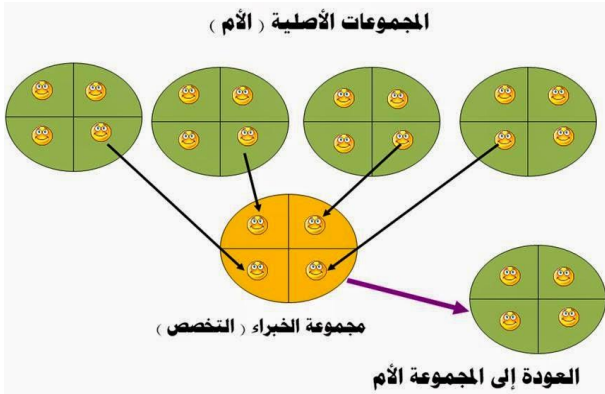 المجموعات الأصلية ( الأم )
مجموعة الخبراء ( التخصص )
العودة إلى المجموعة الأم